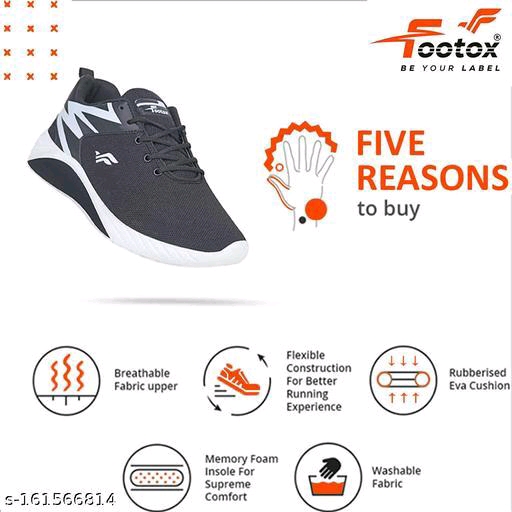 Footox®
BE YOUR LABEL
Footox
FIVE
REASONS
to buy
Breathable
Fabric upper
Flexible
Construction
For Better
Running
Experience
Rubberised
Eva Cushion
Memory Foam
Insole For
Supreme
Comfort
Washable
Fabric
s-161566814